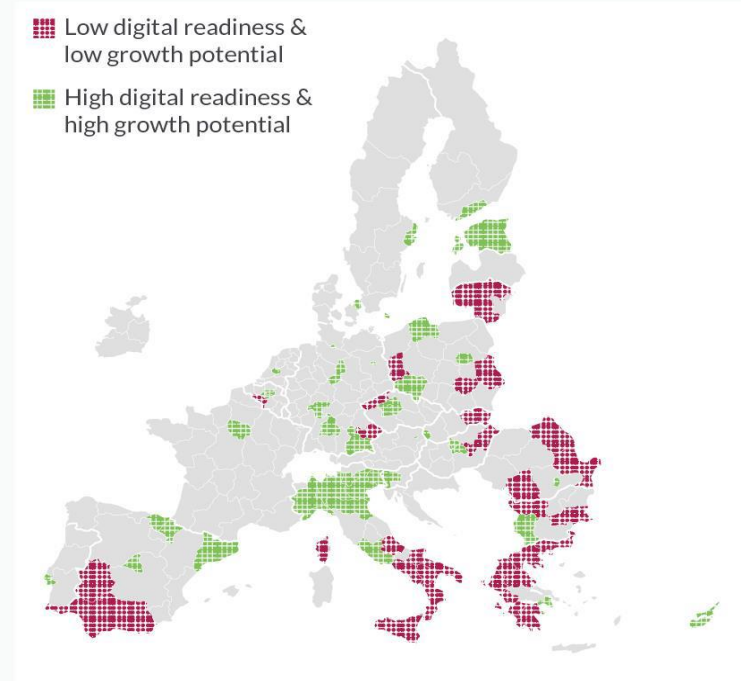 Low digital readiness &
low growth potential
High digital readiness &
high growth potential